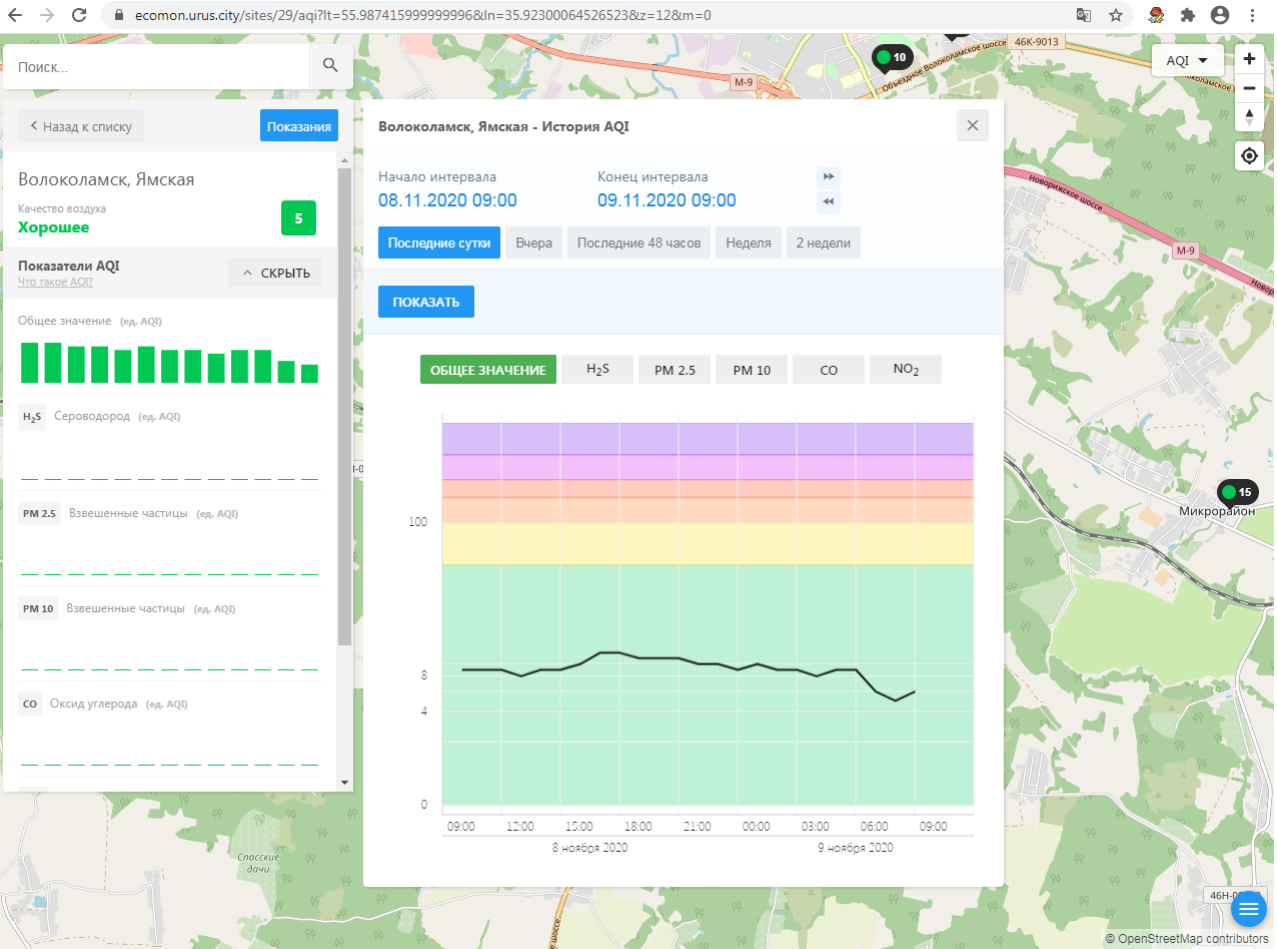 ecomon.urus.city/sites/29/aqi?lt=55.987415999999996&ln=35.92300064526523&z=12&m=0
Поиск...
10
Объездное Волоколамское шоссе
46К-9013
AQI
М-9
Назад к списку
Показания
Волоколамск, Ямская
Качество воздуха
Хорошее
5
Показатели AQI
Что такое AQI?
СКРЫТЬ
Общее значение (ед. AQI)
H2S Сероводород (ед. AQI)
PM 2.5 Взвешенные частицы (ед. AQI)
PM 10 Взвешенные частицы (ед. AQI)
CO Оксид углерода (ед. AQI)
Волоколамск, Ямская - История AQI
Начало интервала
08.11.2020 09:00
Конец интервала
09.11.2020 09:00
Последние сутки
Вчера
Последние 48 часов
Неделя
2 недели
ПОКАЗАТЬ
ОБЩЕЕ ЗНАЧЕНИЕ
H2S
PM 2.5
PM 10
CO
NO2
100
8
4
0
09:00 12:00 15:00 18:00 21:00 00:00 03:00 06:00 09:00
8 ноября 2020 9 ноября 2020
Новорижское шоссе
М-9
15
Микрорайон
Спасские
дачи
шоссе
© OpenStreetMap contributors